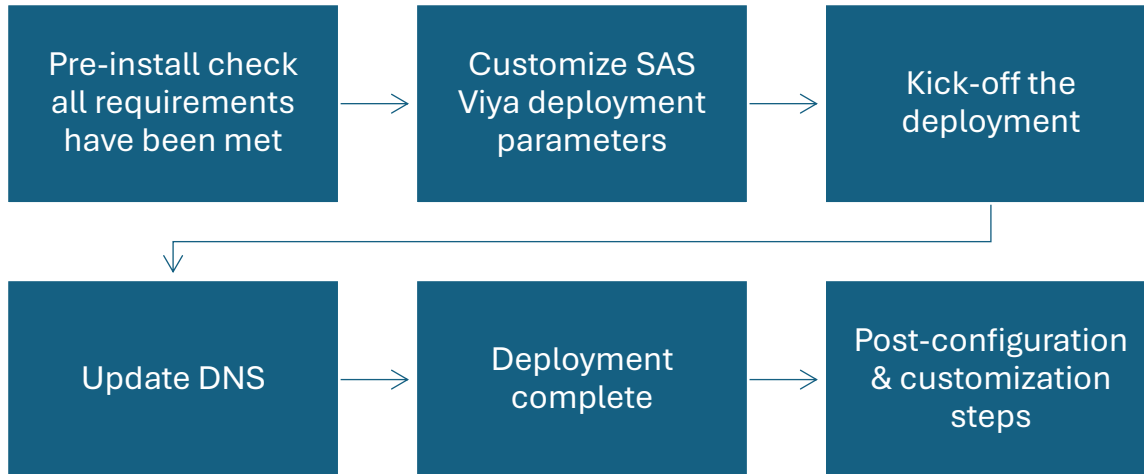 Pre-install check
all requirements
have been met
Customize SAS
Viya deployment
parameters
Kick-off the
deployment
Update DNS
Deployment
complete
Post-configuration
& customization
steps